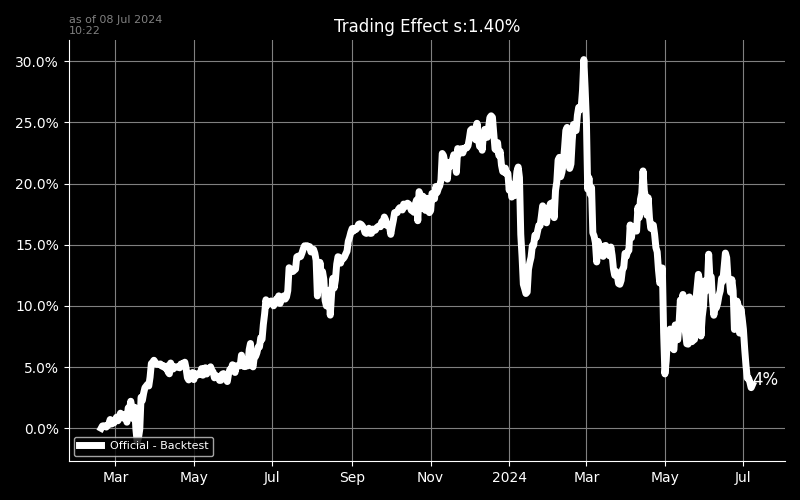 as of 08 Jul 2024
10:22
Trading Effect s:1.40%
30.0%
25.0%
20.0%
15.0%
10.0%
5.0%
0.0%
4%
Official - Backtest
Mar May Jul Sep Nov 2024 Mar May Jul